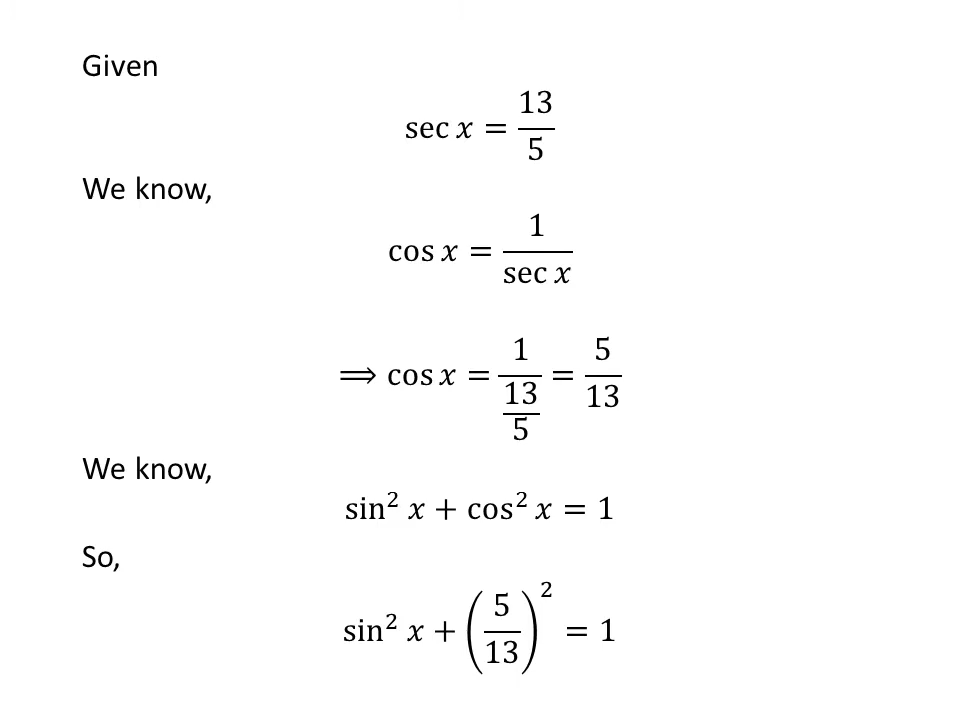 Given
sec 𝑥 = 13/5
We know,
cos 𝑥 = 1/sec 𝑥
⟹ cos 𝑥 = 1/(13/5) = 5/13
We know,
sin² 𝑥 + cos² 𝑥 = 1
So,
sin² 𝑥 + (5/13)² = 1